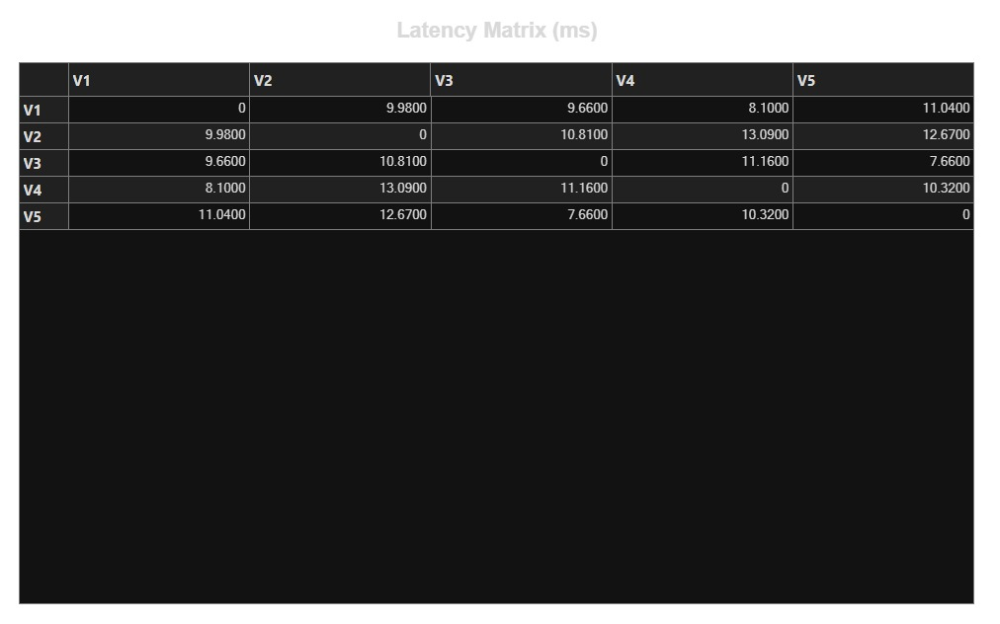 Latency Matrix (ms)
V1 V2 V3 V4 V5
V1 0 9.9800 9.6600 8.1000 11.0400
V2 9.9800 0 10.8100 13.0900 12.6700
V3 9.6600 10.8100 0 11.1600 7.6600
V4 8.1000 13.0900 11.1600 0 10.3200
V5 11.0400 12.6700 7.6600 10.3200 0